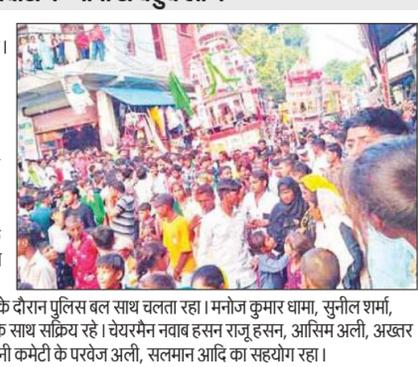 ।
के दौरान पुलिस बल साथ चलता रहा। मनोज कुमार धामा, सुनील शर्मा,
के साथ सक्रिय रहे। चेयरमैन नवाब हसन राजू हसन, आसिम अली, अख्तर
नी कमेटी के परवेज अली, सलमान आदि का सहयोग रहा।